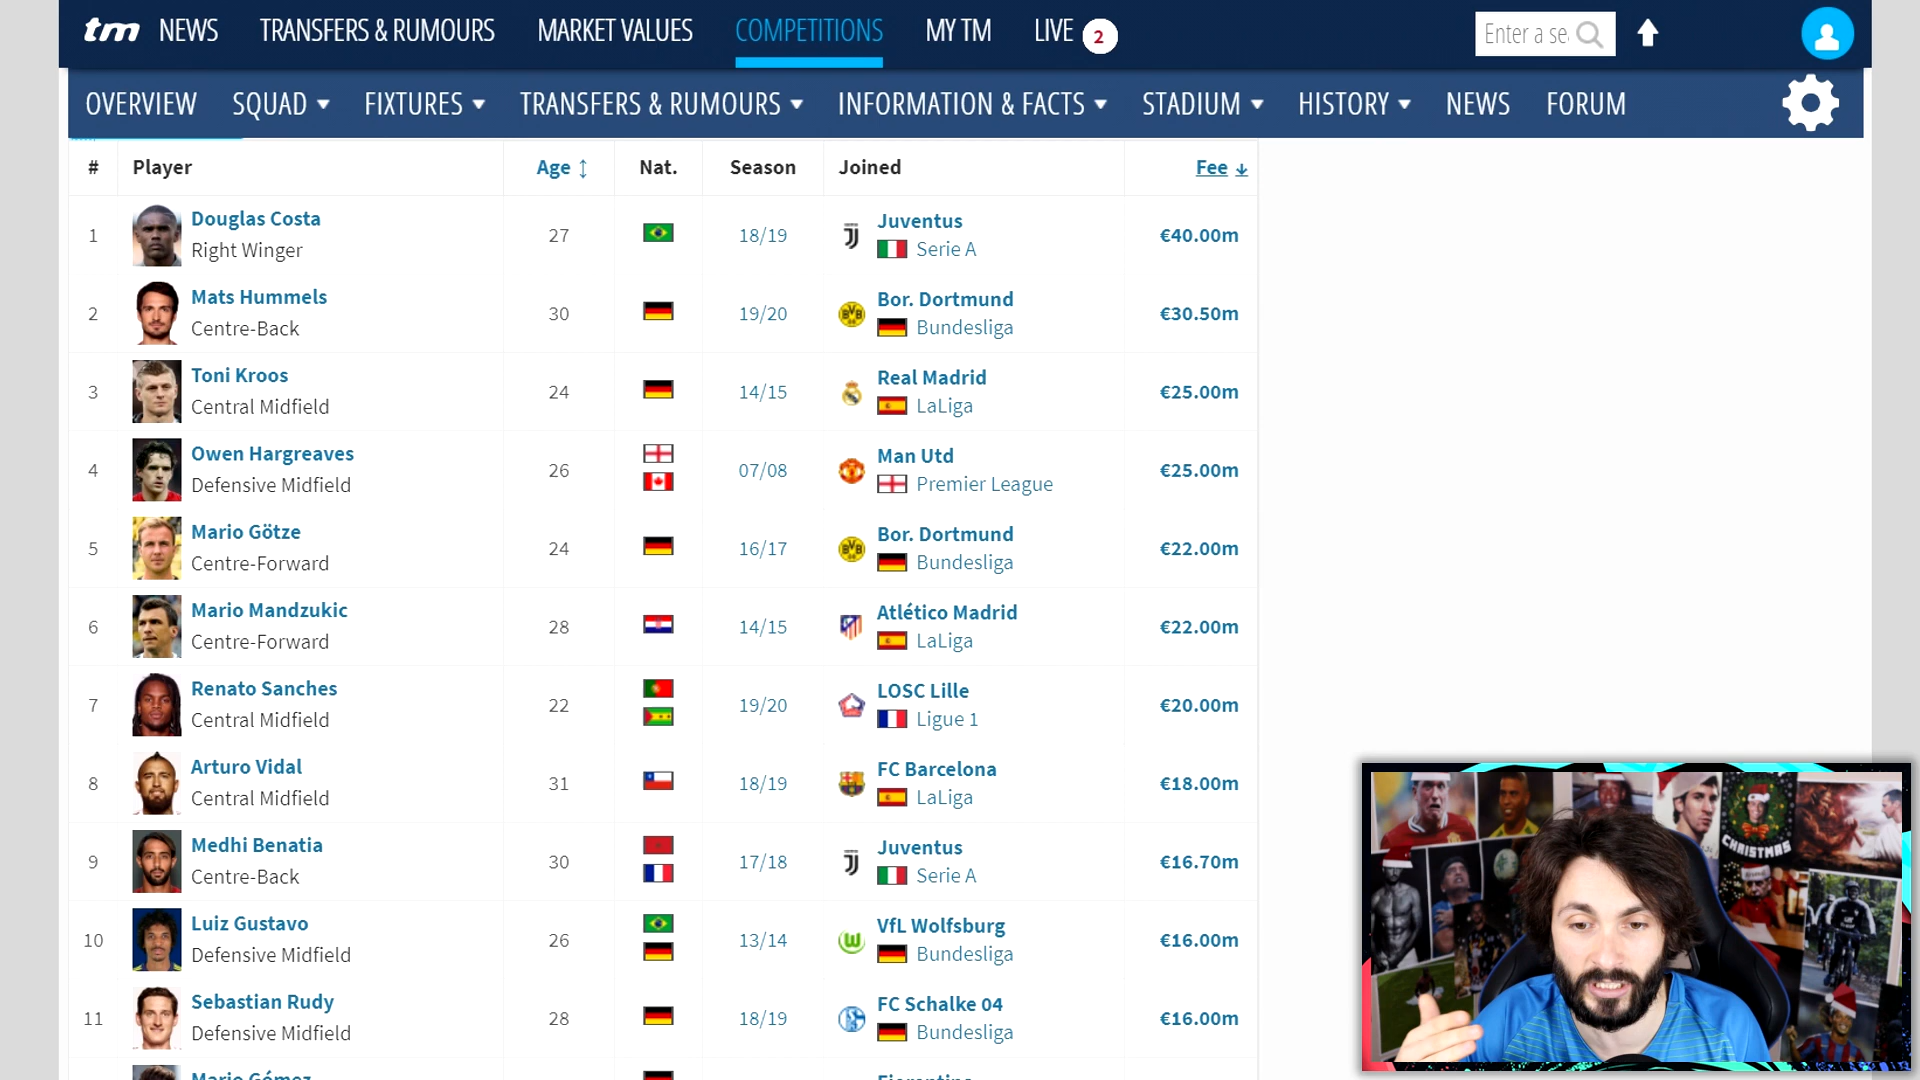 tm NEWS TRANSFERS & RUMOURS MARKET VALUES COMPETITIONS MY TM LIVE 2 Enter a se
OVERVIEW SQUAD FIXTURES TRANSFERS & RUMOURS INFORMATION & FACTS STADIUM HISTORY NEWS FORUM
# Player Age Nat. Season Joined Fee
1 Douglas Costa 27 18/19 Juventus €40.00m
Right Winger Serie A
2 Mats Hummels 30 19/20 Bor. Dortmund €30.50m
Centre-Back Bundesliga
3 Toni Kroos 24 14/15 Real Madrid €25.00m
Central Midfield LaLiga
4 Owen Hargreaves 26 07/08 Man Utd €25.00m
Defensive Midfield Premier League
5 Mario Götze 24 16/17 Bor. Dortmund €22.00m
Centre-Forward Bundesliga
6 Mario Mandzukic 28 14/15 Atlético Madrid €22.00m
Centre-Forward LaLiga
7 Renato Sanches 22 19/20 LOSC Lille €20.00m
Central Midfield Ligue 1
8 Arturo Vidal 31 18/19 FC Barcelona €18.00m
Central Midfield LaLiga
9 Medhi Benatia 30 17/18 Juventus €16.70m
Centre-Back Serie A
10 Luiz Gustavo 26 13/14 VfL Wolfsburg €16.00m
Defensive Midfield Bundesliga
11 Sebastian Rudy 28 18/19 FC Schalke 04 €16.00m
Defensive Midfield Bundesliga
Mario Gómez Fiorentina
CHRISTMAS